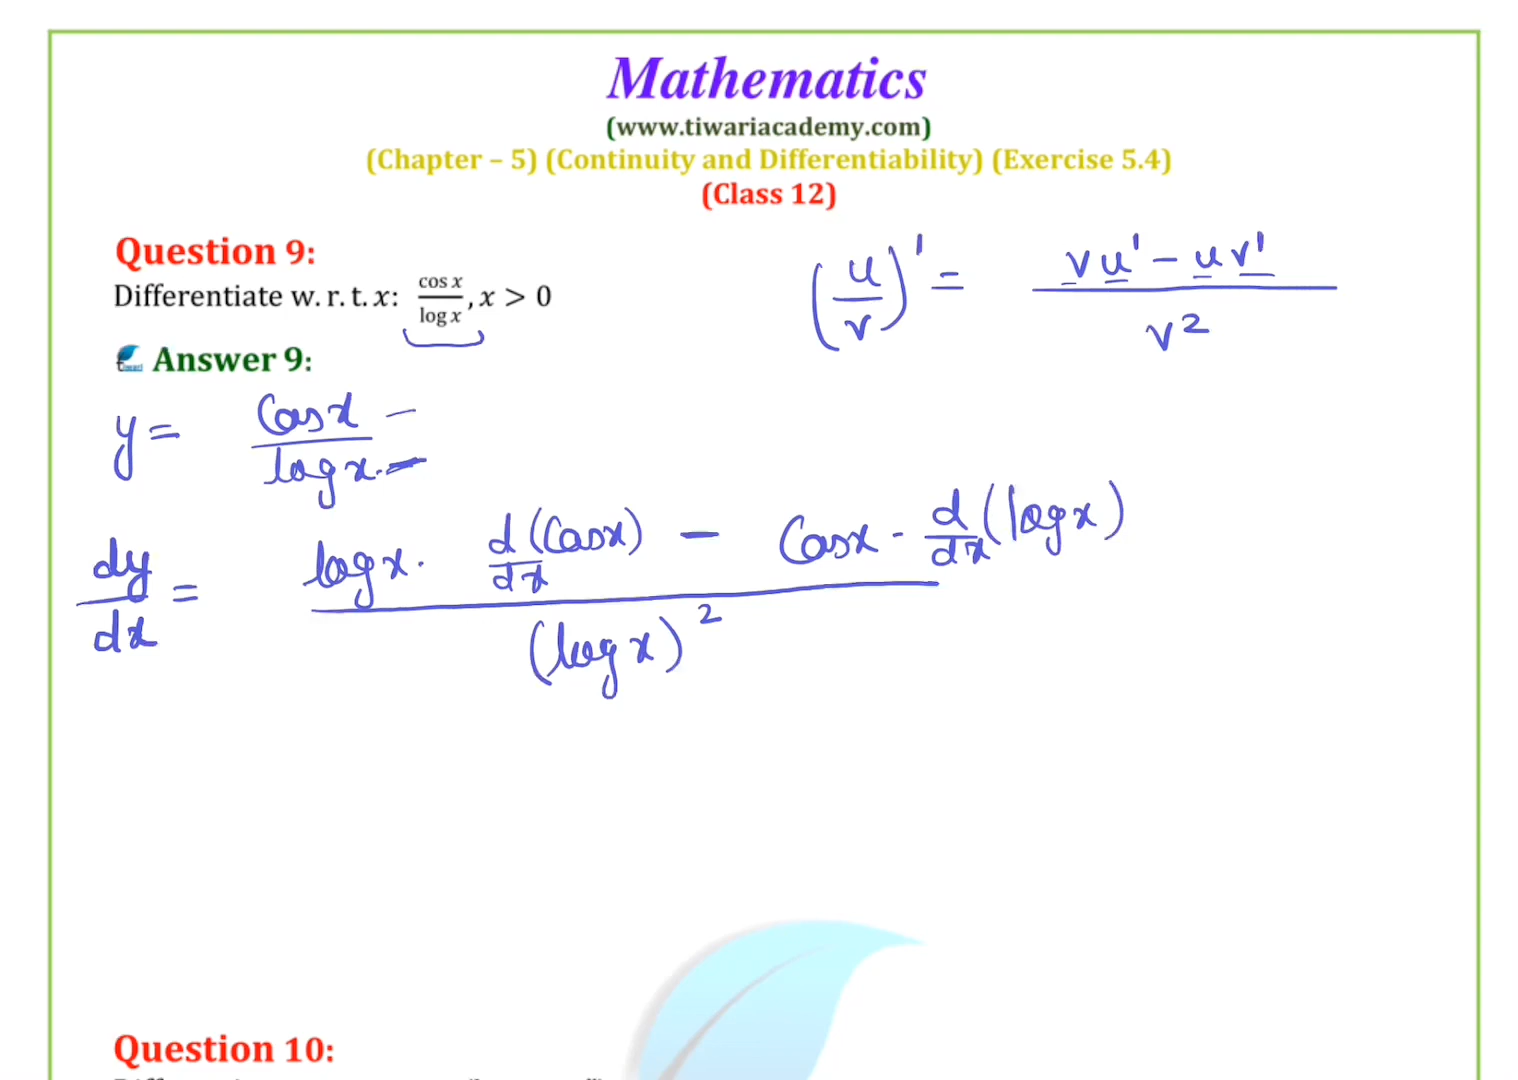 Mathematics
(www.tiwariacademy.com)
(Chapter – 5) (Continuity and Differentiability) (Exercise 5.4)
(Class 12)
Question 9:
Differentiate w. r. t. x: cos x / log x , x > 0
(u/v)' = (vu' - uv') / v²
Answer 9:
y = Cos x / log x
dy/dx = (log x · d/dx (Cos x) - Cos x · d/dx (log x)) / (log x)²
Question 10: